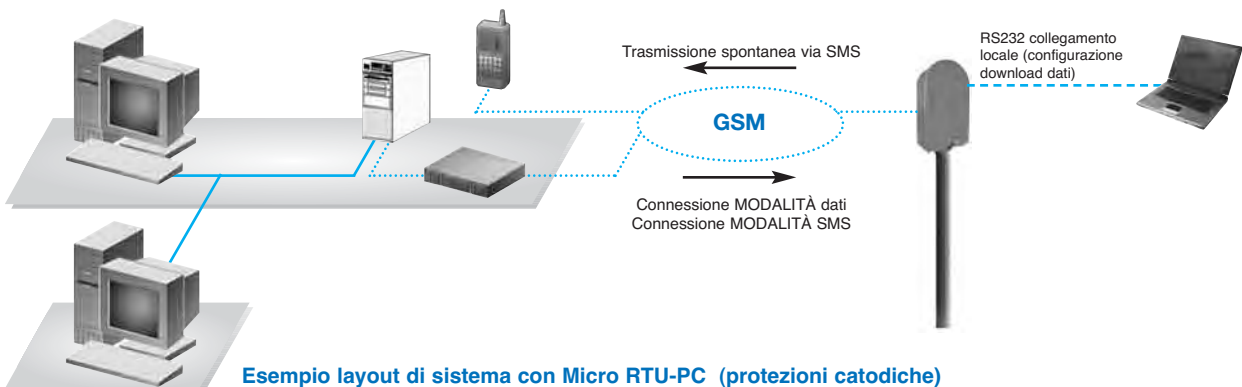 Trasmissione spontanea via SMS
RS232 collegamento
locale (configurazione
download dati)
GSM
Connessione MODALITÀ dati
Connessione MODALITÀ SMS
Esempio layout di sistema con Micro RTU-PC (protezioni catodiche)